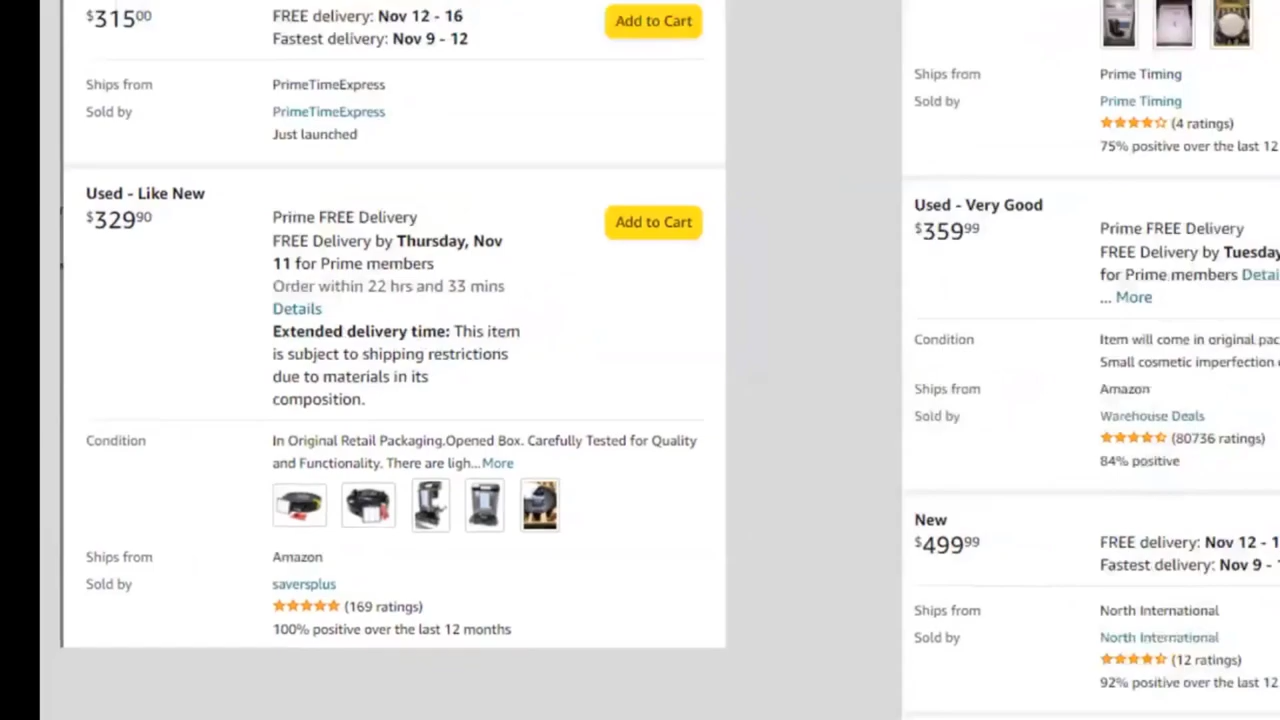 $31500
FREE delivery: Nov 12 - 16
Fastest delivery: Nov 9 - 12
Add to Cart
Ships from
PrimeTimeExpress
Sold by
PrimeTimeExpress
Just launched
Used - Like New
$32990
Prime FREE Delivery
FREE Delivery by Thursday, Nov
11 for Prime members
Order within 22 hrs and 33 mins
Details
Extended delivery time: This item
is subject to shipping restrictions
due to materials in its
composition.
Add to Cart
Condition
In Original Retail Packaging.Opened Box. Carefully Tested for Quality
and Functionality. There are ligh...More
Ships from
Amazon
Sold by
saversplus
(169 ratings)
100% positive over the last 12 months
Ships from
Prime Timing
Sold by
Prime Timing
(4 ratings)
75% positive over the last 12
Used - Very Good
$35999
Prime FREE Delivery
FREE Delivery by Tuesday
for Prime members Detai
... More
Condition
Item will come in original pac
Small cosmetic imperfection
Ships from
Amazon
Sold by
Warehouse Deals
(80736 ratings)
84% positive
New
$49999
FREE delivery: Nov 12 - 1
Fastest delivery: Nov 9 -
Ships from
North International
Sold by
North International
(12 ratings)
92% positive over the last 12